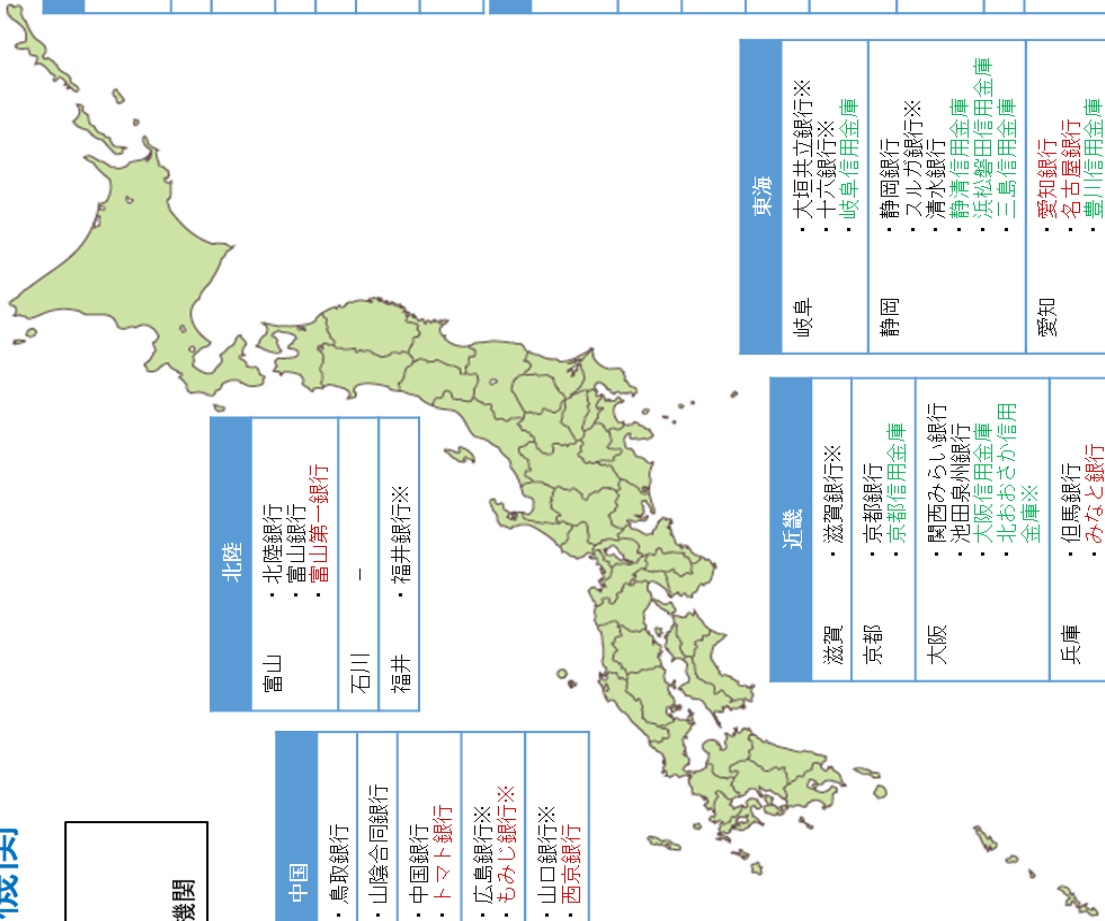 機関
機関
中国
・鳥取銀行
・山陰合同銀行
・中国銀行
・トマト銀行
・広島銀行※
・もみじ銀行※
・山口銀行※
・西京銀行
北陸
富山
・北陸銀行
・富山銀行
・富山第一銀行
石川
－
福井
・福井銀行※
近畿
滋賀
・滋賀銀行※
京都
・京都銀行
・京都信用金庫
大阪
・関西みらい銀行
・池田泉州銀行
・大阪信用金庫
・北おおさか信用
金庫※
兵庫
・但馬銀行
・みなと銀行
東海
岐阜
・大垣共立銀行※
・十六銀行※
・岐阜信用金庫
静岡
・静岡銀行
・スルガ銀行※
・清水銀行
・静清信用金庫
・浜松磐田信用金庫
・三島信用金庫
愛知
・愛知銀行
・名古屋銀行
・豊川信用金庫